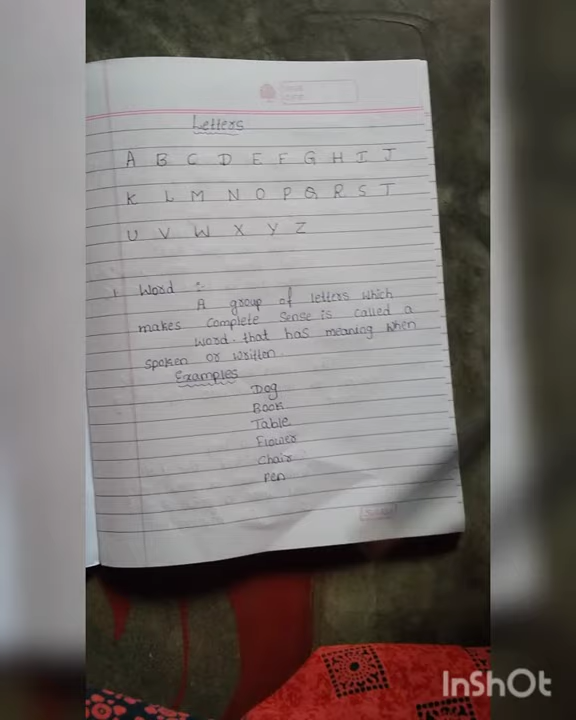 Letters
A B C D E F G H I J
K L M N O P Q R S T
U V W X Y Z
1. Word :-
A group of letters which
makes complete sense is called a
word. that has meaning when
spoken or written.
Examples
Dog
Book
Table
Flower
Chair
Pen
InShOt